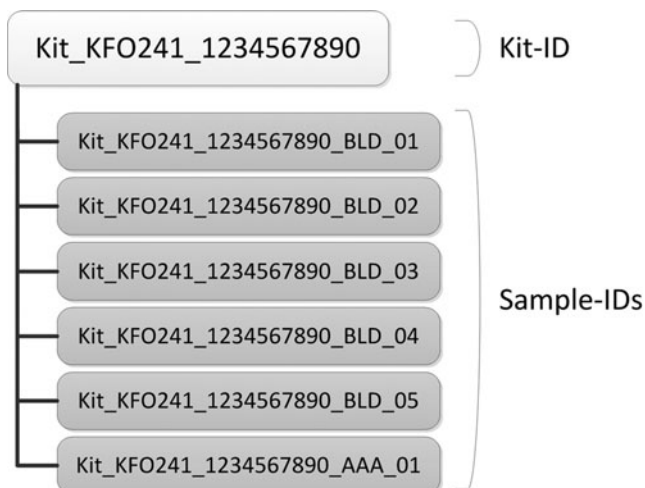 Kit_KFO241_1234567890
Kit-ID
Kit_KFO241_1234567890_BLD_01
Kit_KFO241_1234567890_BLD_02
Kit_KFO241_1234567890_BLD_03
Kit_KFO241_1234567890_BLD_04
Kit_KFO241_1234567890_BLD_05
Kit_KFO241_1234567890_AAA_01
Sample-IDs